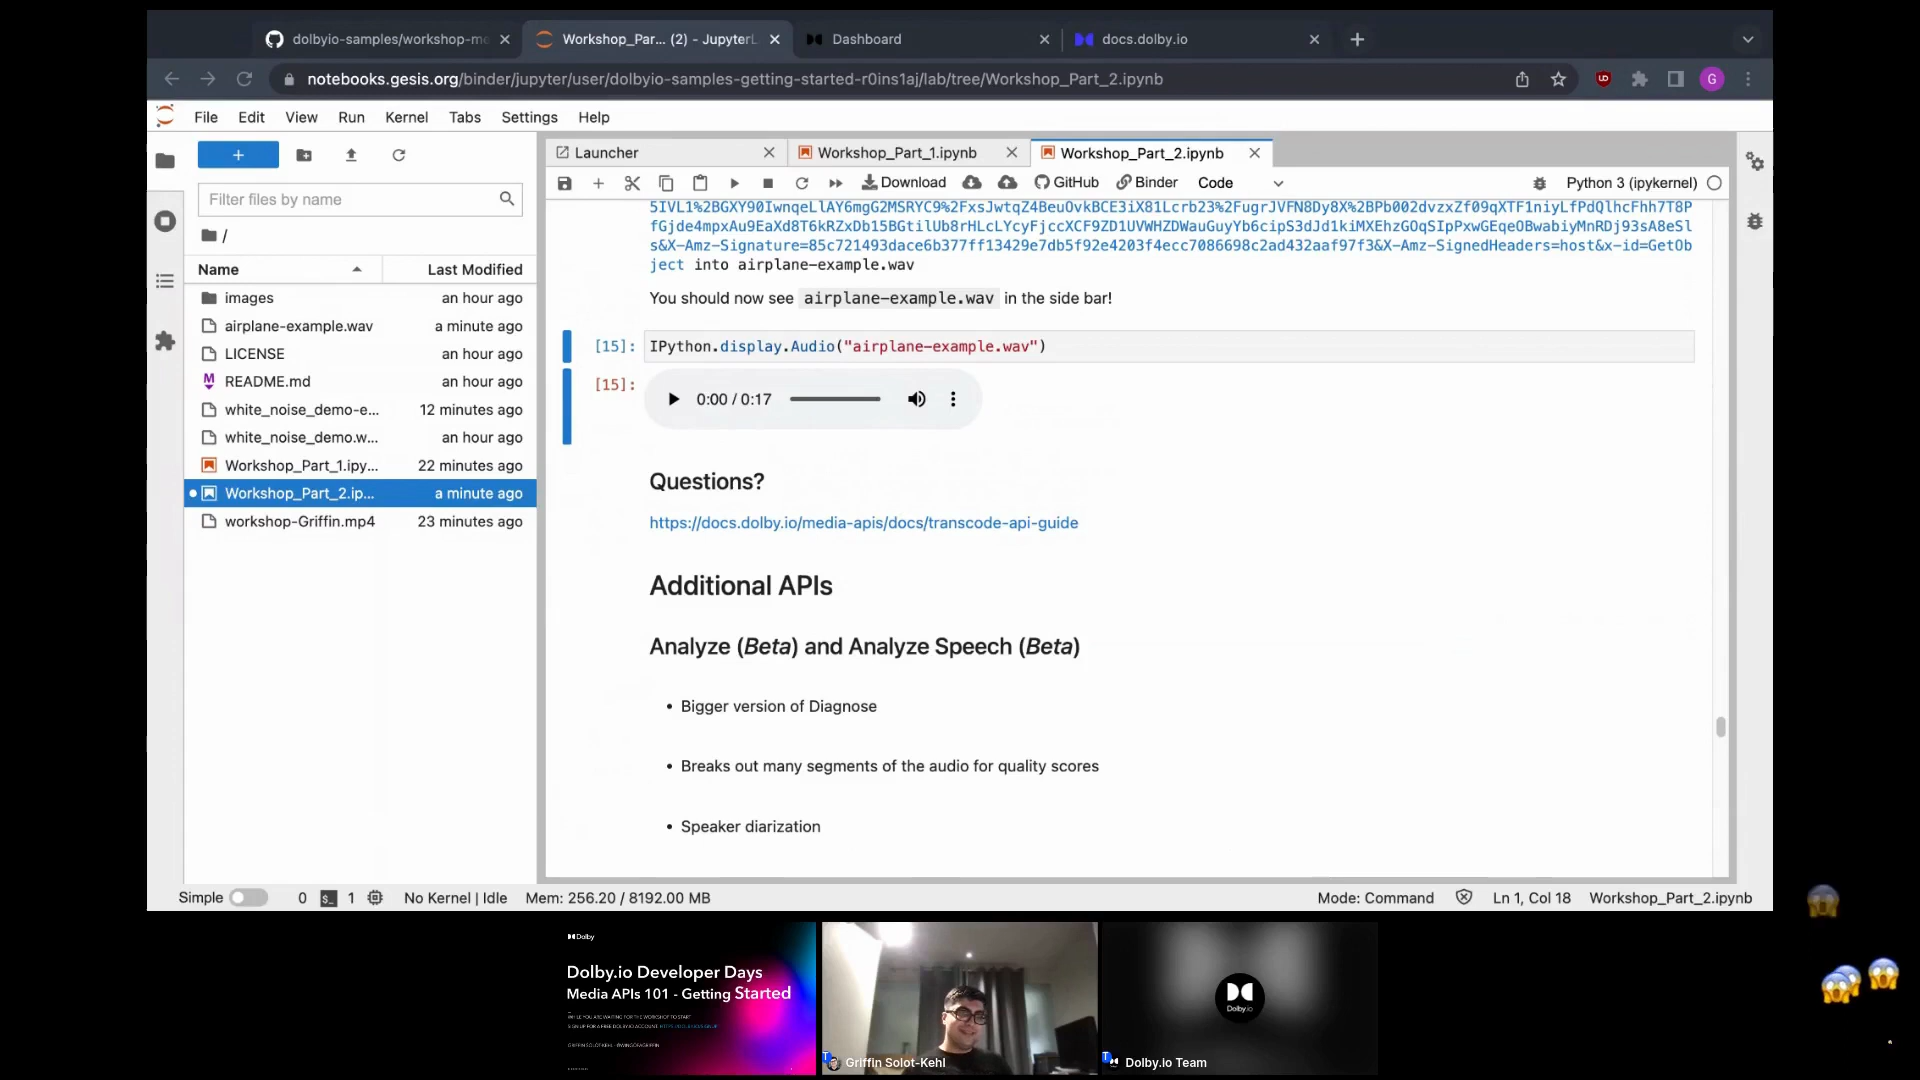 dolbyio-samples/workshop-me
Workshop_Par... (2) - JupyterL
Dashboard
docs.dolby.io
notebooks.gesis.org/binder/jupyter/user/dolbyio-samples-getting-started-r0ins1aj/lab/tree/Workshop_Part_2.ipynb
G
File Edit View Run Kernel Tabs Settings Help
Filter files by name
/
Name Last Modified
images an hour ago
airplane-example.wav a minute ago
LICENSE an hour ago
README.md an hour ago
white_noise_demo-e... 12 minutes ago
white_noise_demo.w... an hour ago
Workshop_Part_1.ipy... 22 minutes ago
Workshop_Part_2.ip... a minute ago
workshop-Griffin.mp4 23 minutes ago
Launcher
Workshop_Part_1.ipynb
Workshop_Part_2.ipynb
Download GitHub Binder Code Python 3 (ipykernel)
5IVL1%2BGXY90IwnqeLlAY6mgG2MSRYC9%2FxsJwtqZ4BeuOvkBCE3iX81Lcrb23%2FugrJVFN8Dy8X%2BPb002dvzxZf09qXTF1niyLfPdQlhcFhh7T8P
fGjde4mpxAu9EaXd8T6kRZxDb15BGtilUb8rHLcLYcyFjccXCF9ZD1UVWHZDWauGuyYb6cipS3dJd1kiMXEhzGOqSIpPxwGEqeOBwabiyMnRDj93sA8eSl
s&X-Amz-Signature=85c721493dace6b377ff13429e7db5f92e4203f4ecc7086698c2ad432aaf97f3&X-Amz-SignedHeaders=host&x-id=GetOb
ject into airplane-example.wav
You should now see airplane-example.wav in the side bar!
[15]: IPython.display.Audio("airplane-example.wav")
[15]:
0:00 / 0:17
Questions?
https://docs.dolby.io/media-apis/docs/transcode-api-guide
Additional APIs
Analyze (Beta) and Analyze Speech (Beta)
• Bigger version of Diagnose
• Breaks out many segments of the audio for quality scores
• Speaker diarization
Simple 0 1 No Kernel | Idle Mem: 256.20 / 8192.00 MB Mode: Command Ln 1, Col 18 Workshop_Part_2.ipynb
Dolby
Dolby.io Developer Days
Media APIs 101 - Getting Started
Griffin Solot-Kehl
Dolby.io
Dolby.io Team